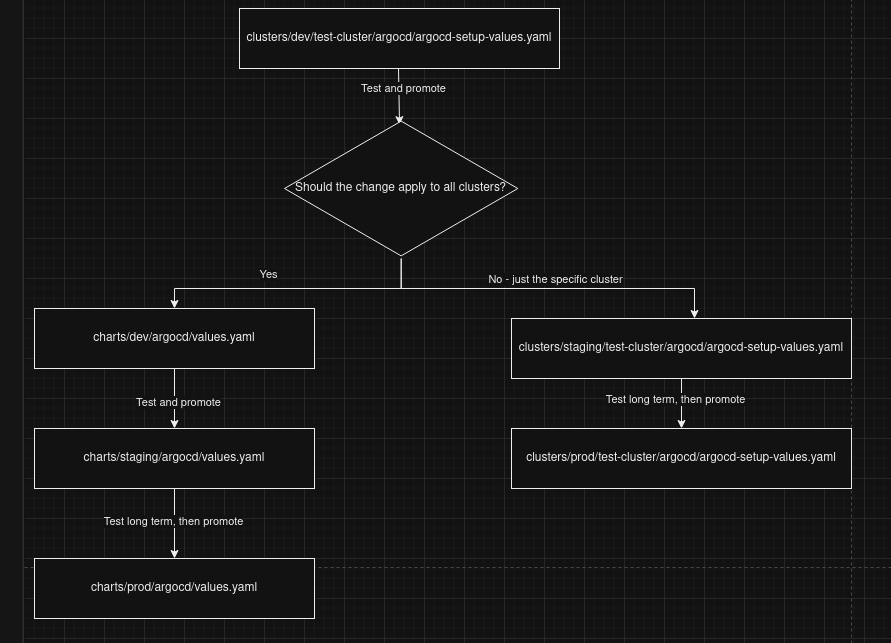 clusters/dev/test-cluster/argocd/argocd-setup-values.yaml
Test and promote
Should the change apply to all clusters?
Yes
No - just the specific cluster
charts/dev/argocd/values.yaml
clusters/staging/test-cluster/argocd/argocd-setup-values.yaml
Test and promote
Test long term, then promote
charts/staging/argocd/values.yaml
clusters/prod/test-cluster/argocd/argocd-setup-values.yaml
Test long term, then promote
charts/prod/argocd/values.yaml